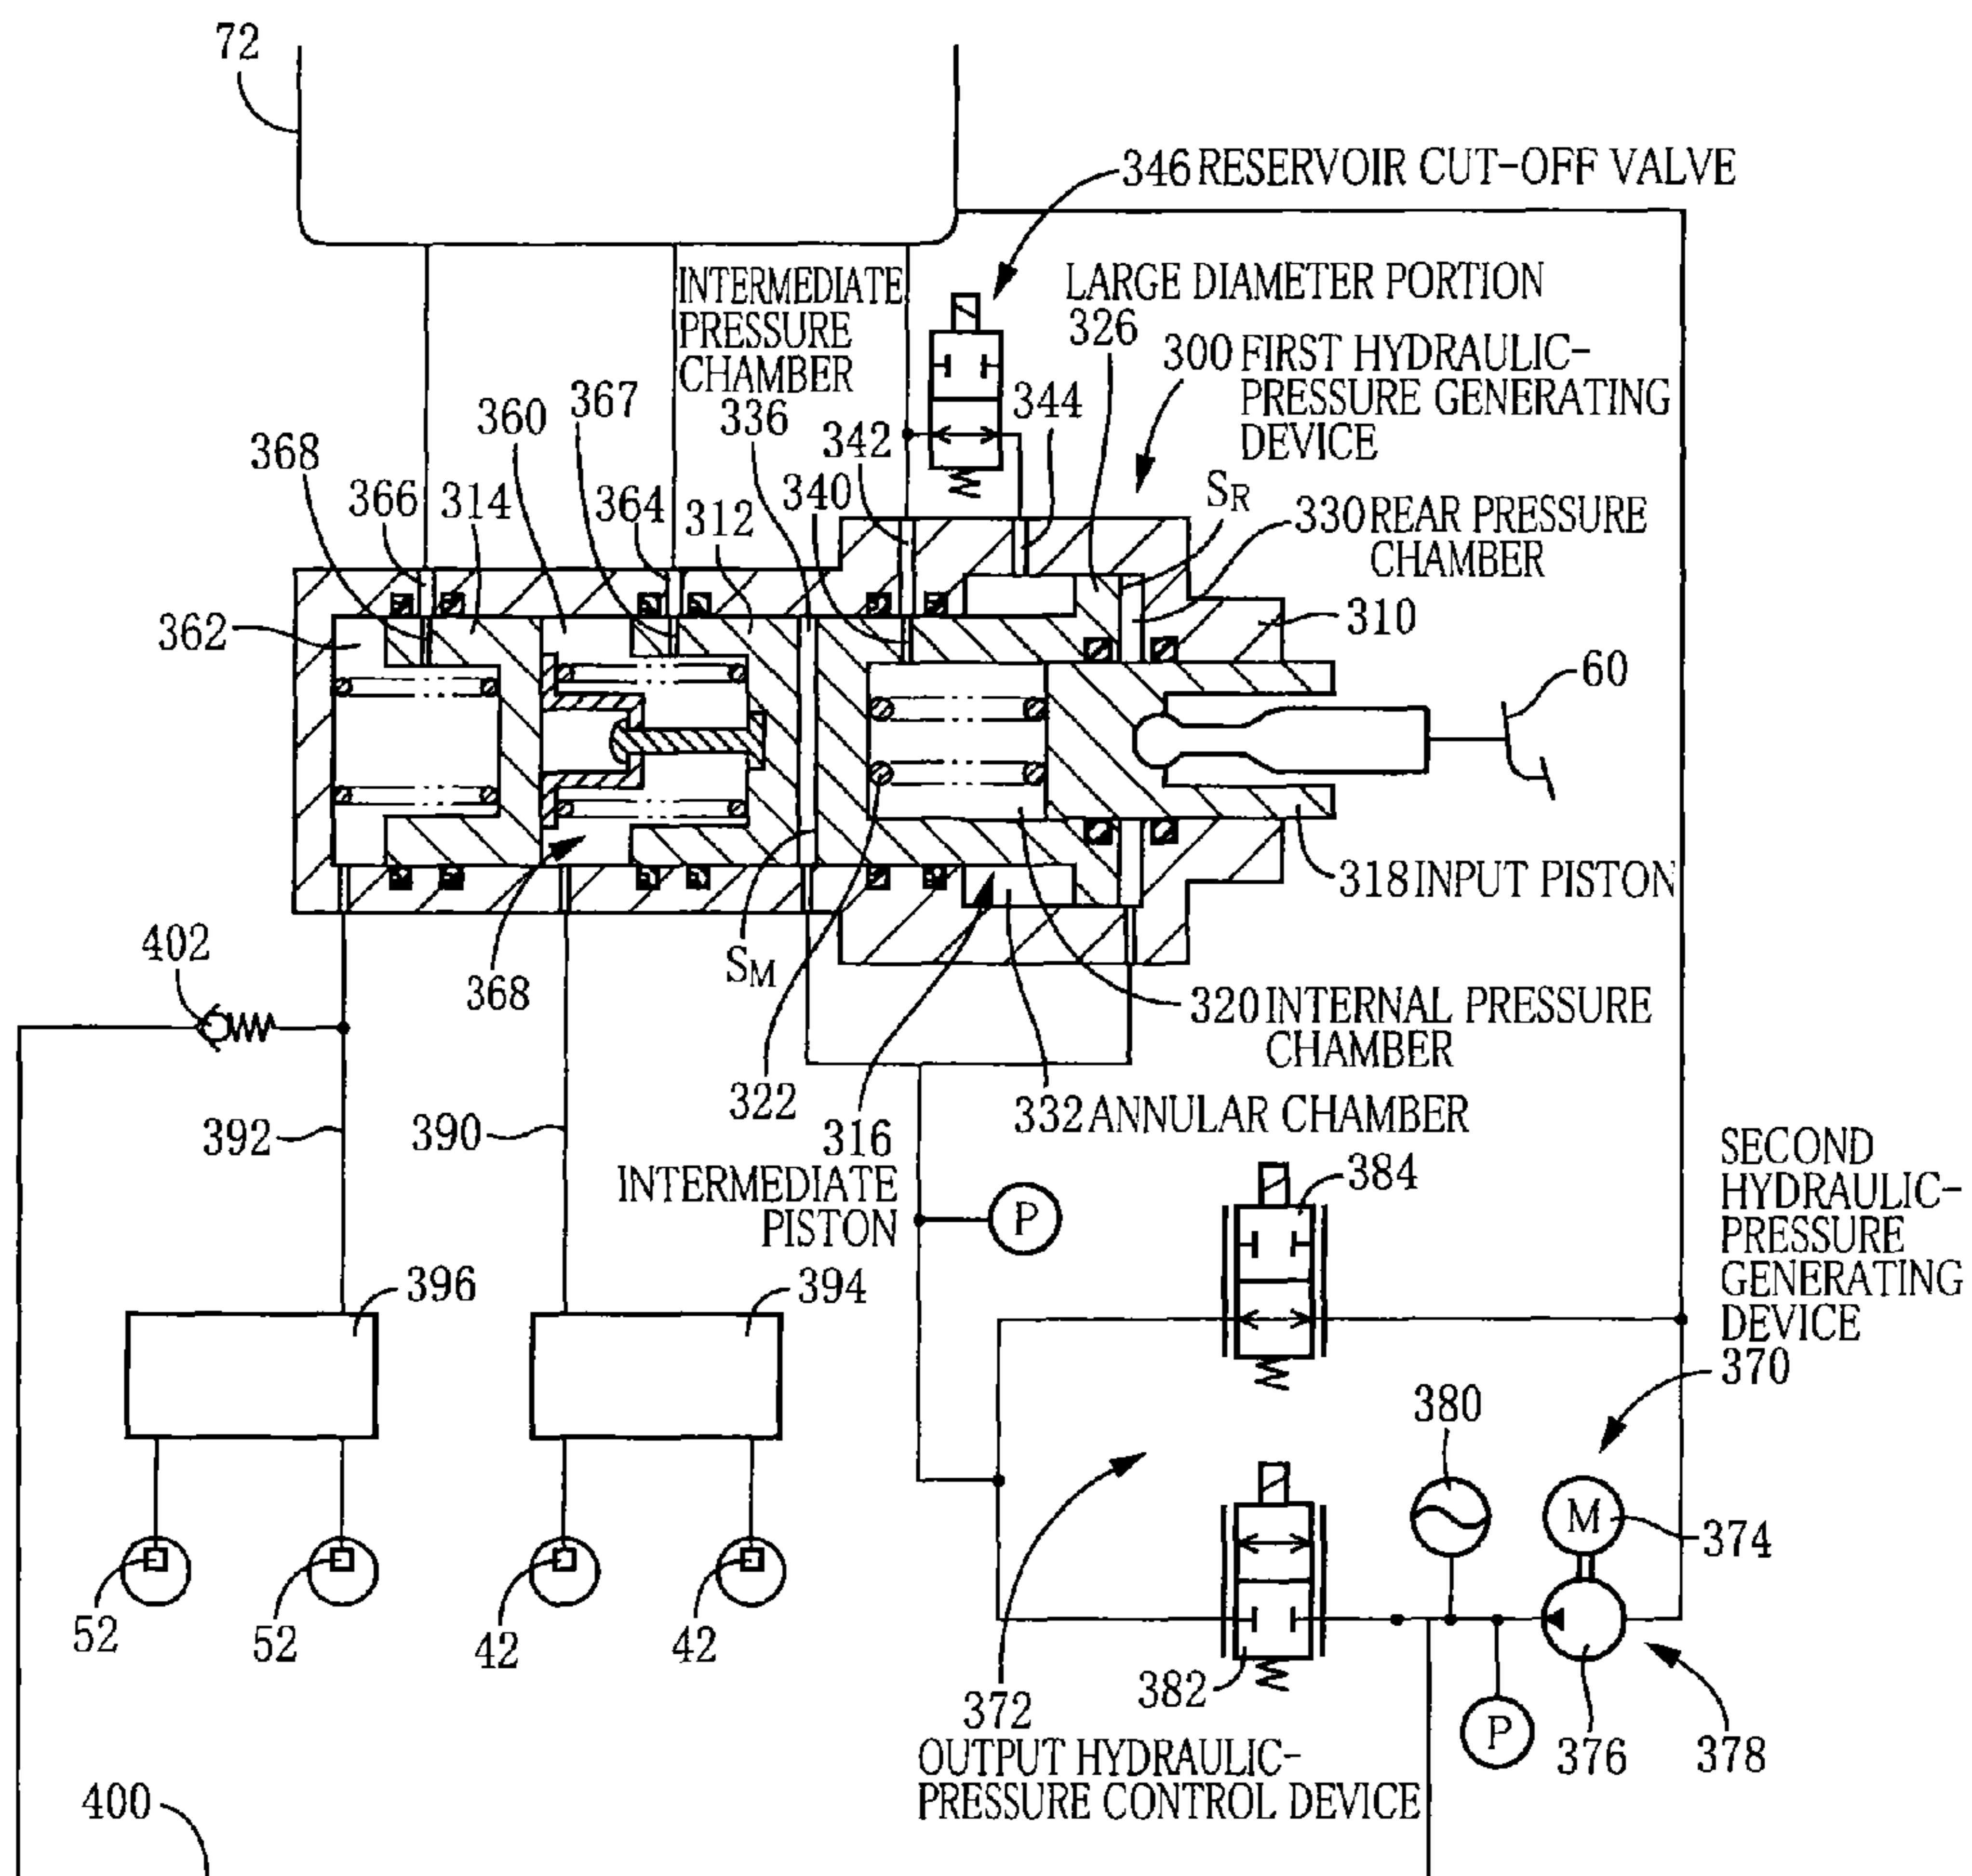 72
346 RESERVOIR CUT-OFF VALVE
INTERMEDIATE
PRESSURE
CHAMBER
336
LARGE DIAMETER PORTION
326
300 FIRST HYDRAULIC-
PRESSURE GENERATING
DEVICE
344
342
340
367
360
368
366
314
364
312
SR
330 REAR PRESSURE
CHAMBER
362
310
60
318 INPUT PISTON
402
368
SM
320 INTERNAL PRESSURE
CHAMBER
322
332 ANNULAR CHAMBER
316
INTERMEDIATE
PISTON
392
390
P
384
SECOND
HYDRAULIC-
PRESSURE
GENERATING
DEVICE
370
396
394
380
M
374
52
52
42
42
382
372
OUTPUT HYDRAULIC-
PRESSURE CONTROL DEVICE
P
376
378
400